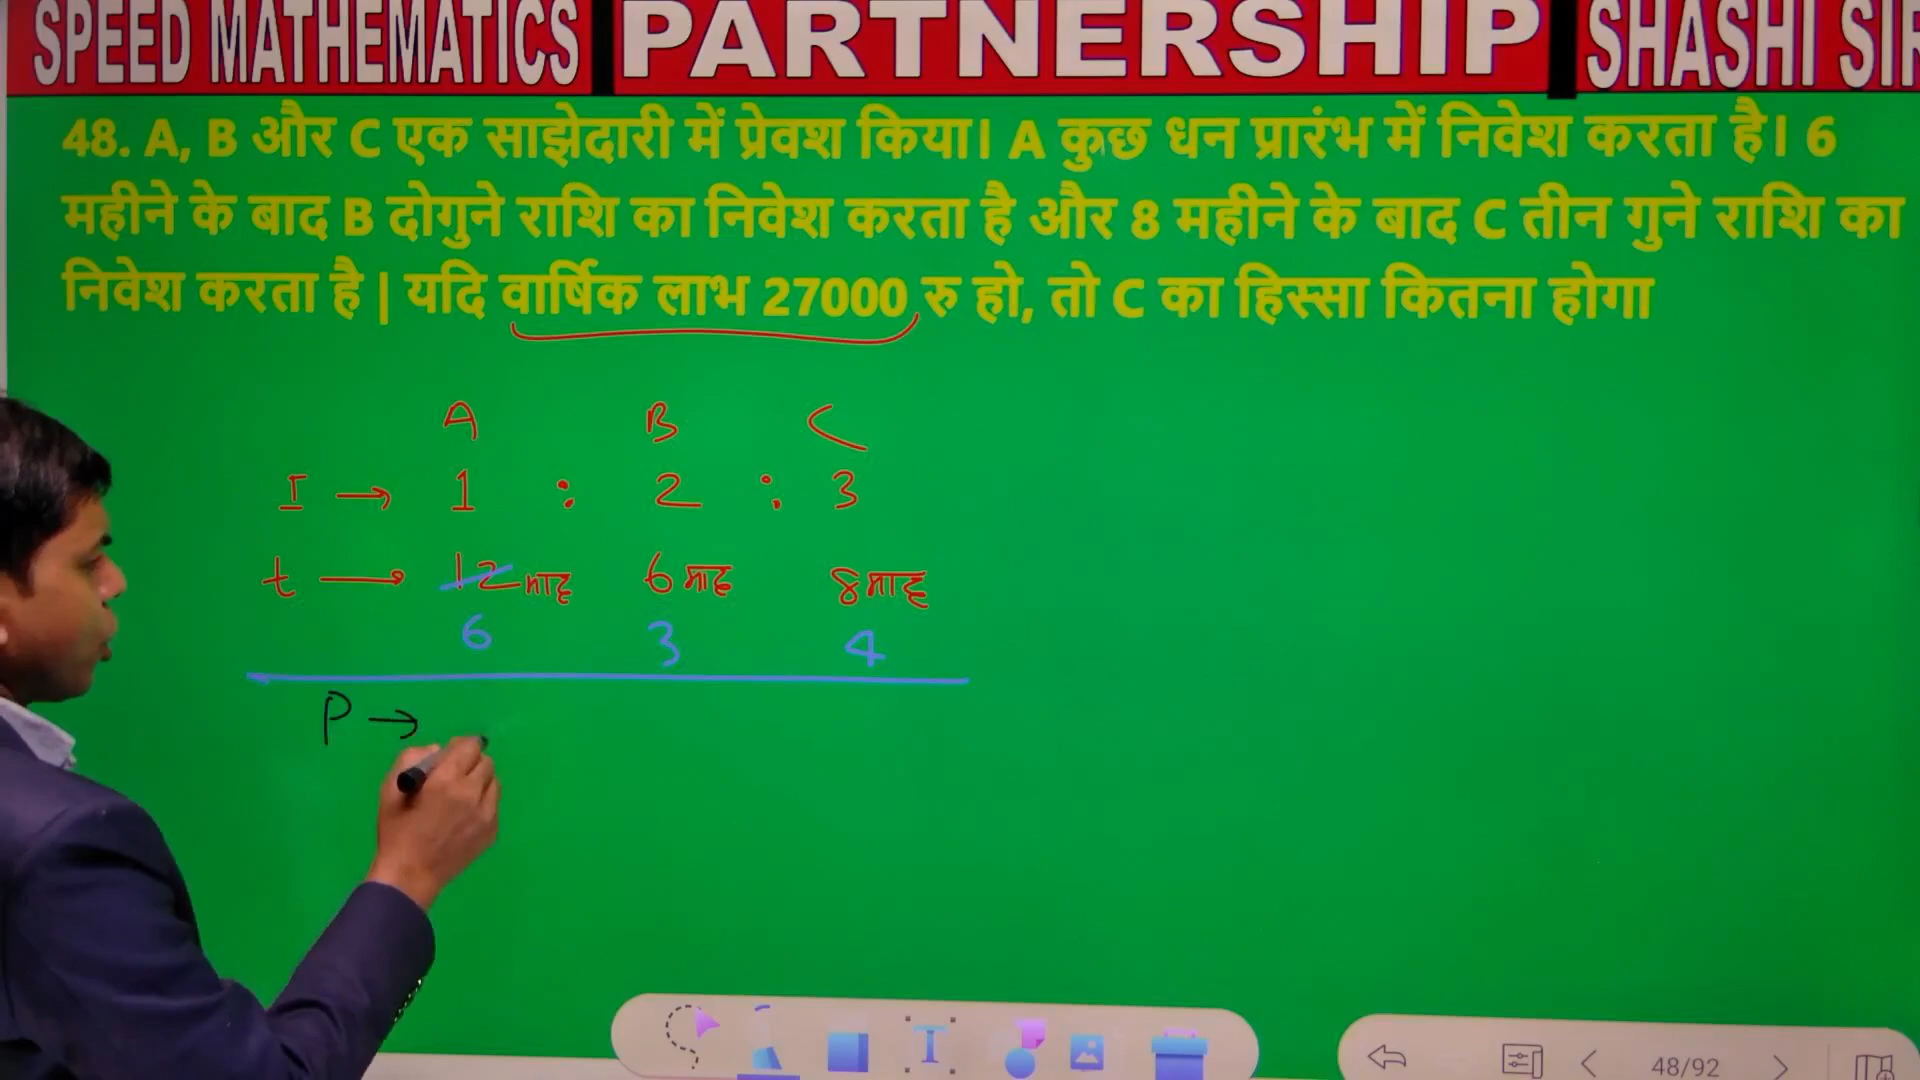 SPEED MATHEMATICS PARTNERSHIP SHASHI SIR
48. A, B और C एक साझेदारी में प्रेवश किया। A कुछ धन प्रारंभ में निवेश करता है। 6
महीने के बाद B दोगुने राशि का निवेश करता है और 8 महीने के बाद C तीन गुने राशि का
निवेश करता है | यदि वार्षिक लाभ 27000 रु हो, तो C का हिस्सा कितना होगा
A B C
I → 1 : 2 : 3
t → 12 माह 6 माह 8 माह
6 3 4
P →
48/92